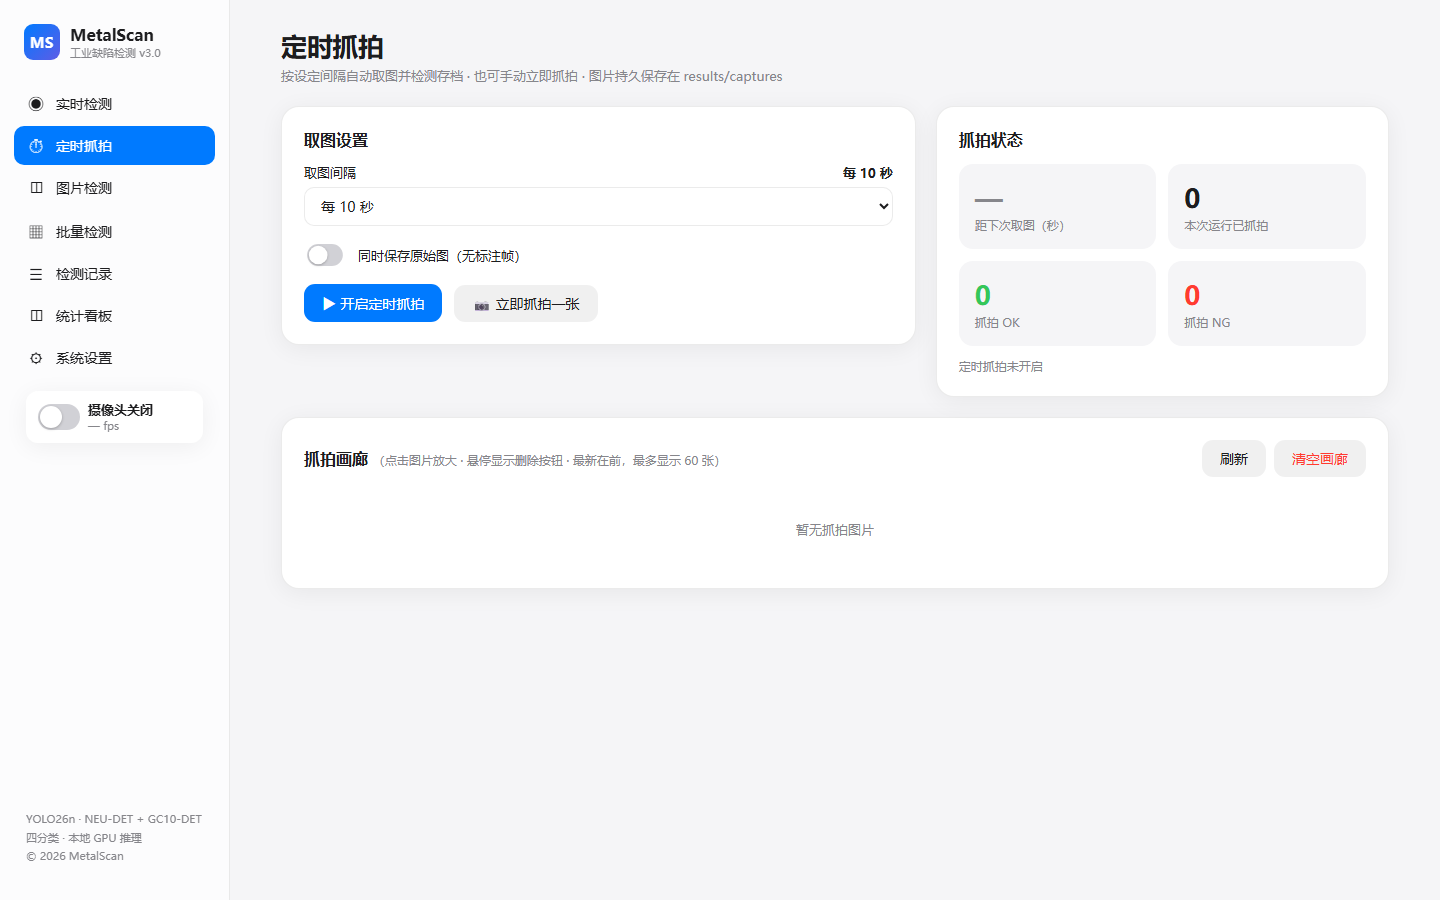 MS
MetalScan
工业缺陷检测 v3.0
实时检测
定时抓拍
图片检测
批量检测
检测记录
统计看板
系统设置
摄像头关闭
— fps
YOLO26n · NEU-DET + GC10-DET
四分类 · 本地 GPU 推理
© 2026 MetalScan
定时抓拍
按设定间隔自动取图并检测存档 · 也可手动立即抓拍 · 图片持久保存在 results/captures
取图设置
取图间隔 每 10 秒
每 10 秒
同时保存原始图（无标注帧）
▶ 开启定时抓拍 📷 立即抓拍一张
抓拍状态
—
距下次取图（秒）
0
本次运行已抓拍
0
抓拍 OK
0
抓拍 NG
定时抓拍未开启
抓拍画廊 （点击图片放大 · 悬停显示删除按钮 · 最新在前，最多显示 60 张）
刷新 清空画廊
暂无抓拍图片